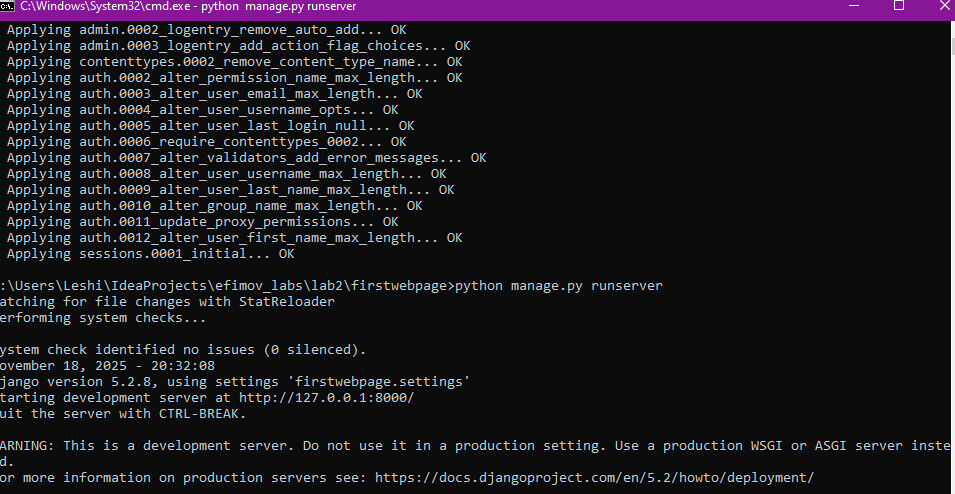 C:\Windows\System32\cmd.exe - python manage.py runserver
Applying admin.0002_logentry_remove_auto_add... OK
Applying admin.0003_logentry_add_action_flag_choices... OK
Applying contenttypes.0002_remove_content_type_name... OK
Applying auth.0002_alter_permission_name_max_length... OK
Applying auth.0003_alter_user_email_max_length... OK
Applying auth.0004_alter_user_username_opts... OK
Applying auth.0005_alter_user_last_login_null... OK
Applying auth.0006_require_contenttypes_0002... OK
Applying auth.0007_alter_validators_add_error_messages... OK
Applying auth.0008_alter_user_username_max_length... OK
Applying auth.0009_alter_user_last_name_max_length... OK
Applying auth.0010_alter_group_name_max_length... OK
Applying auth.0011_update_proxy_permissions... OK
Applying auth.0012_alter_user_first_name_max_length... OK
Applying sessions.0001_initial... OK
:\Users\Leshi\IdeaProjects\efimov_labs\lab2\firstwebpage>python manage.py runserver
atching for file changes with StatReloader
erforming system checks...
ystem check identified no issues (0 silenced).
ovember 18, 2025 - 20:32:08
jango version 5.2.8, using settings 'firstwebpage.settings'
tarting development server at http://127.0.0.1:8000/
uit the server with CTRL-BREAK.
ARNING: This is a development server. Do not use it in a production setting. Use a production WSGI or ASGI server inste
d.
or more information on production servers see: https://docs.djangoproject.com/en/5.2/howto/deployment/